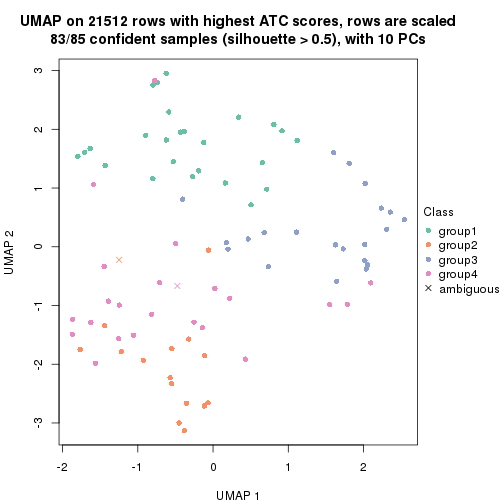 UMAP on 21512 rows with highest ATC scores, rows are scaled
83/85 confident samples (silhouette > 0.5), with 10 PCs
3
2
1
0
-1
-2
-3
UMAP 2
-2
-1
0
1
2
UMAP 1
Class
group1
group2
group3
group4
ambiguous